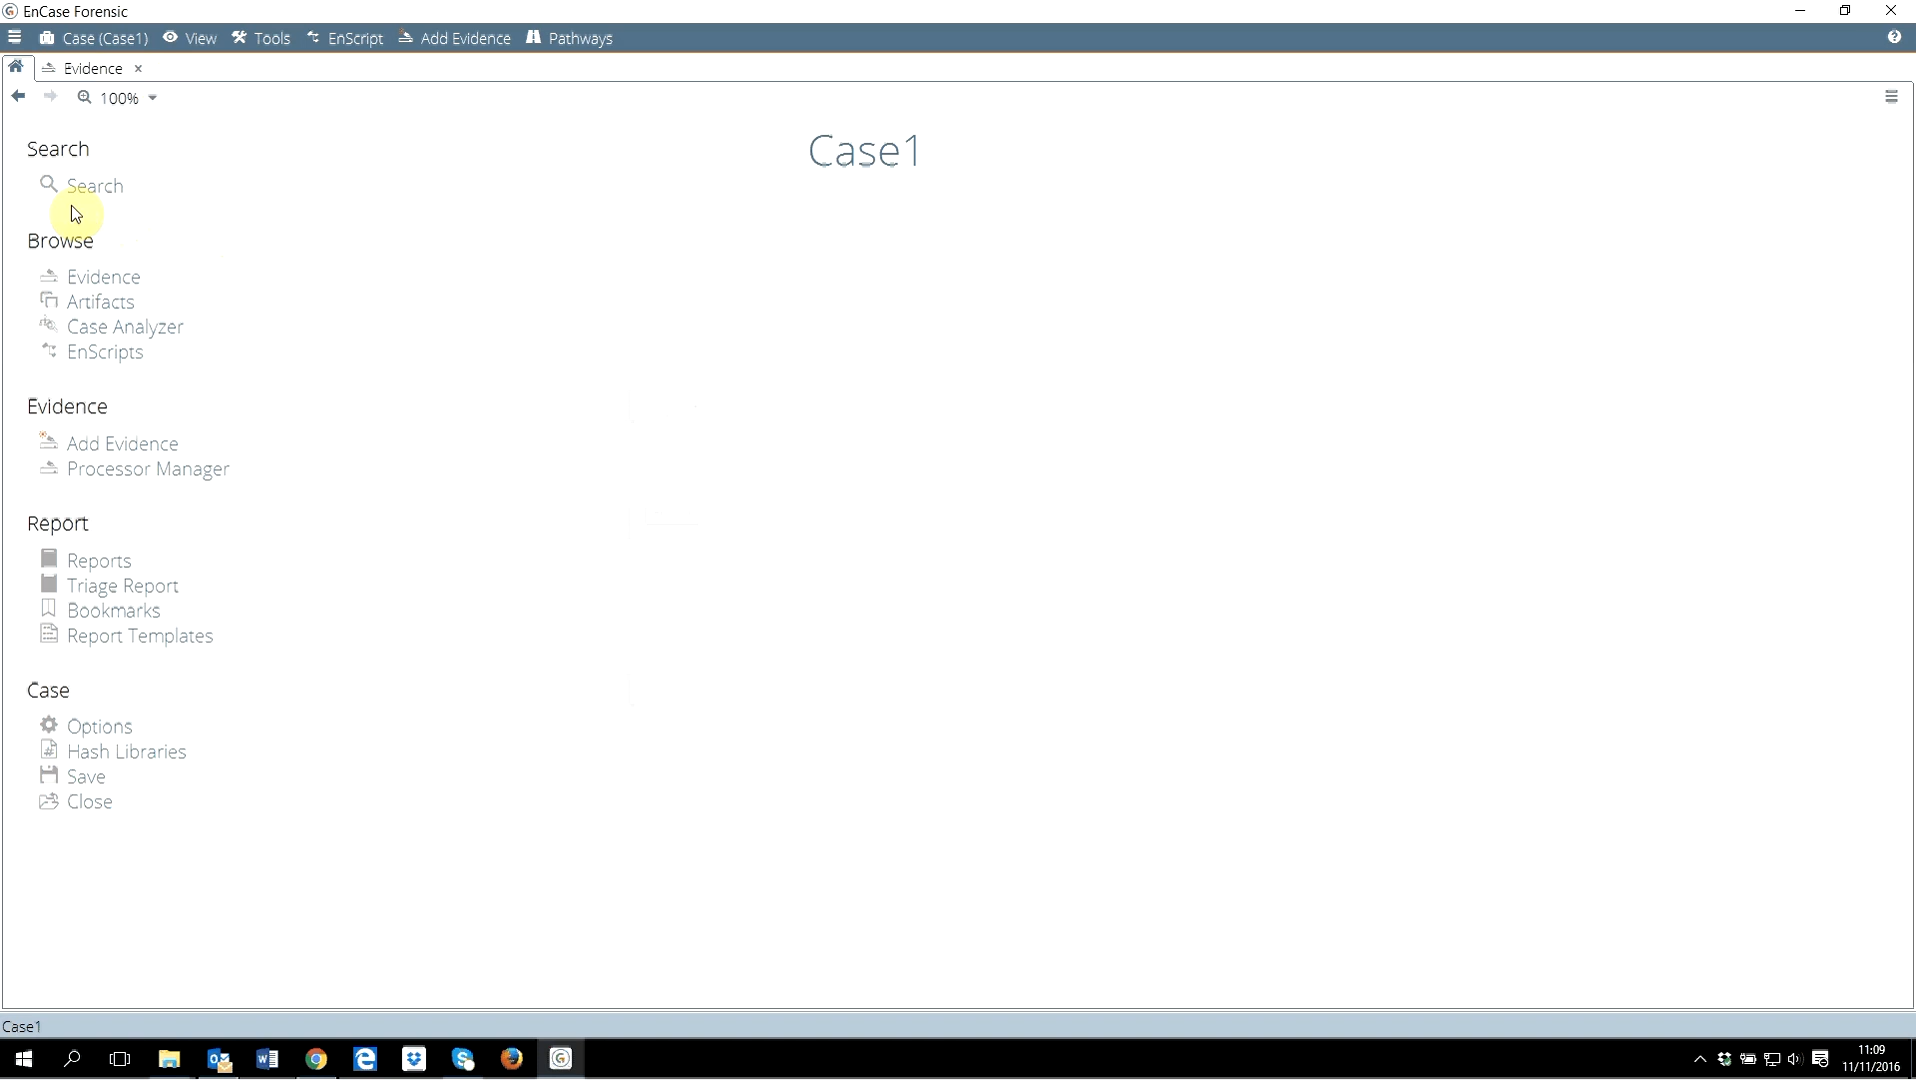 EnCase Forensic
Case (Case1) View Tools EnScript Add Evidence Pathways
Evidence
100%
Case1
Search
Search
Browse
Evidence
Artifacts
Case Analyzer
EnScripts
Evidence
Add Evidence
Processor Manager
Report
Reports
Triage Report
Bookmarks
Report Templates
Case
Options
Hash Libraries
Save
Close
Case1
11:09
11/11/2016